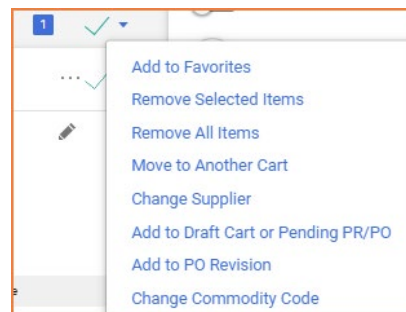 1
Add to Favorites
Remove Selected Items
Remove All Items
Move to Another Cart
Change Supplier
Add to Draft Cart or Pending PR/PO
Add to PO Revision
e
Change Commodity Code